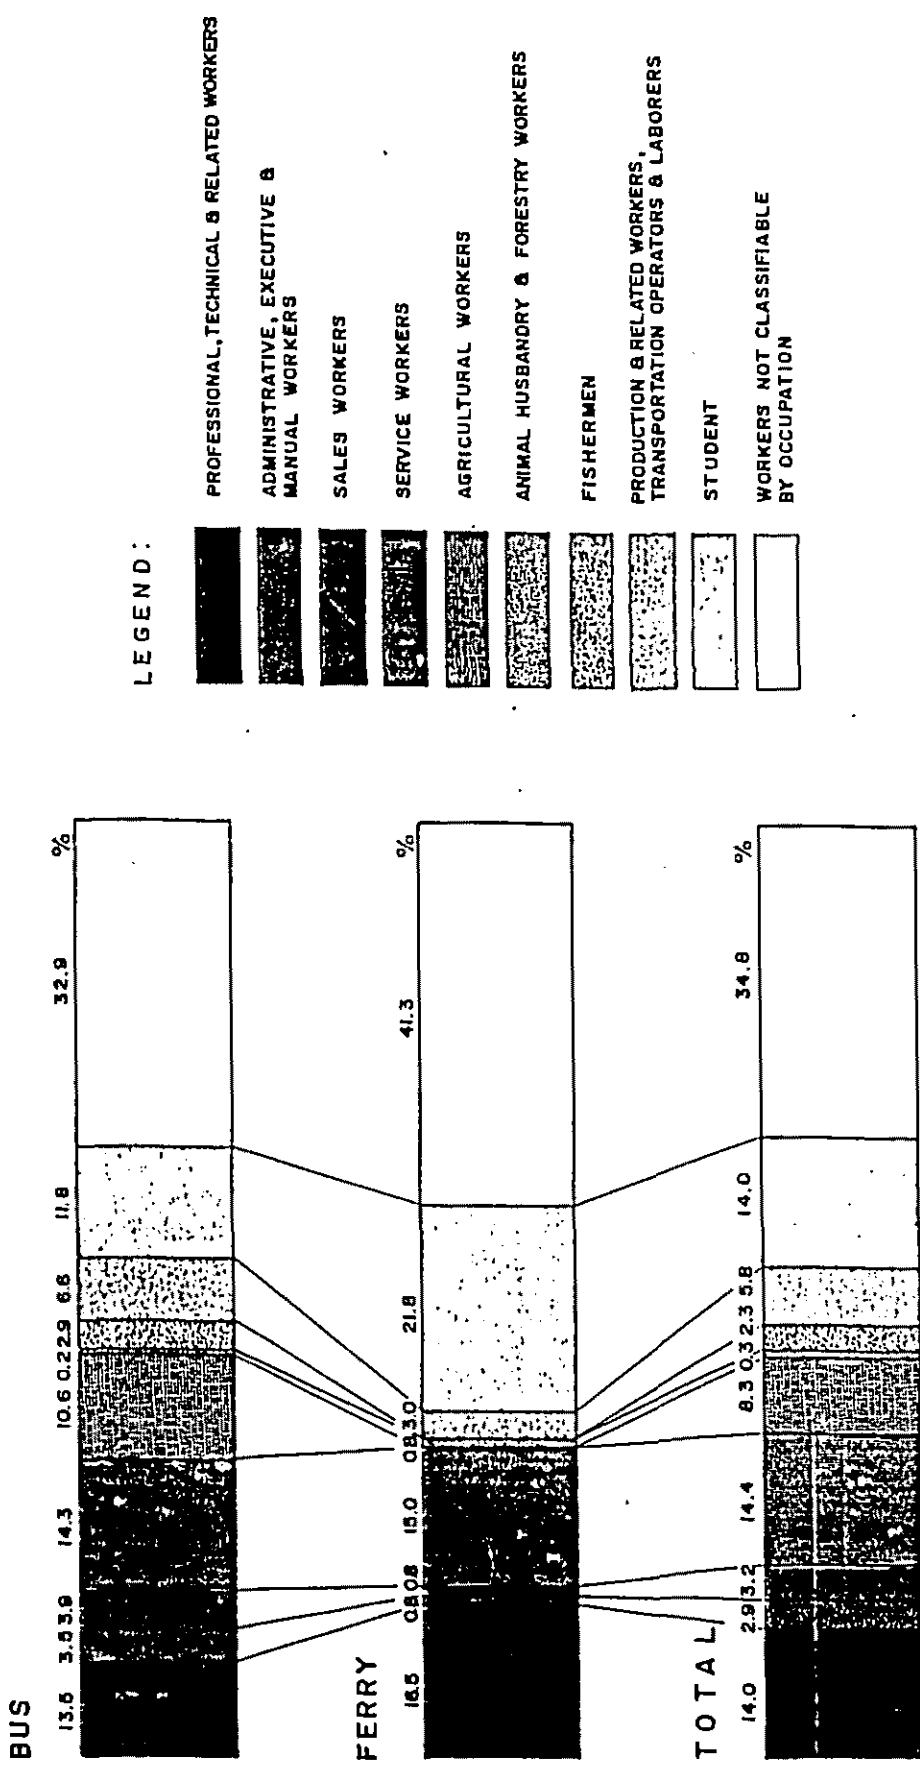 BUS
13.5 3.5 3.9 14.3 10.6 0.2 2.9 6.6 11.8 32.9 %
FERRY
16.5 0.8 0.8 15.0 0.8 3.0 21.8 41.3 %
TOTAL
14.0 2.9 3.2 14.4 8.3 0.3 2.3 5.8 14.0 34.8 %
LEGEND:
PROFESSIONAL, TECHNICAL & RELATED WORKERS
ADMINISTRATIVE, EXECUTIVE &
MANUAL WORKERS
SALES WORKERS
SERVICE WORKERS
AGRICULTURAL WORKERS
ANIMAL HUSBANDRY & FORESTRY WORKERS
FISHERMEN
PRODUCTION & RELATED WORKERS,
TRANSPORTATION OPERATORS & LABORERS
STUDENT
WORKERS NOT CLASSIFIABLE
BY OCCUPATION